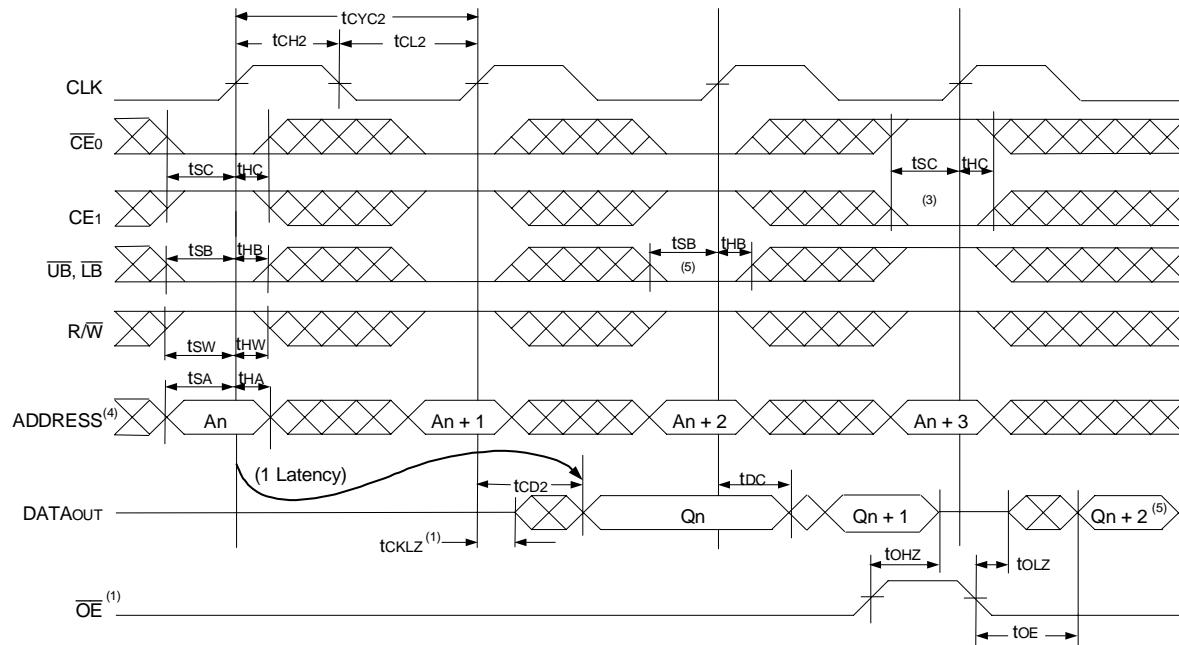 tCYC2
tCH2 tCL2
CLK
CE0
tSC tHC tSC tHC
CE1 (3)
tSB tHB tSB tHB
UB, LB (5)
R/W
tSW tHW
tSA tHA
ADDRESS(4) An An + 1 An + 2 An + 3
(1 Latency) tCD2 tDC
DATAOUT Qn Qn + 1 Qn + 2(5)
tCKLZ(1) tOHZ tOLZ
OE(1)
tOE